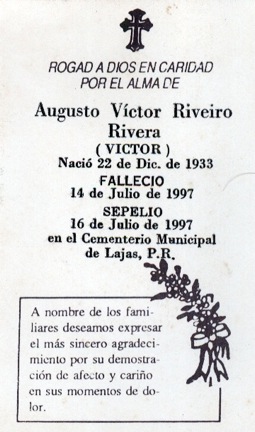 ROGAD A DIOS EN CARIDAD
POR EL ALMA DE
Augusto Víctor Riveiro
Rivera
( VICTOR )
Nació 22 de Dic. de 1933
FALLECIO
14 de Julio de 1997
SEPELIO
16 de Julio de 1997
en el Cementerio Municipal
de Lajas, P.R.
A nombre de los fami-
iliares deseamos expresar
el más sincero agradeci-
miento por su demostra-
ción de afecto y cariño
en sus momentos de do-
lor.